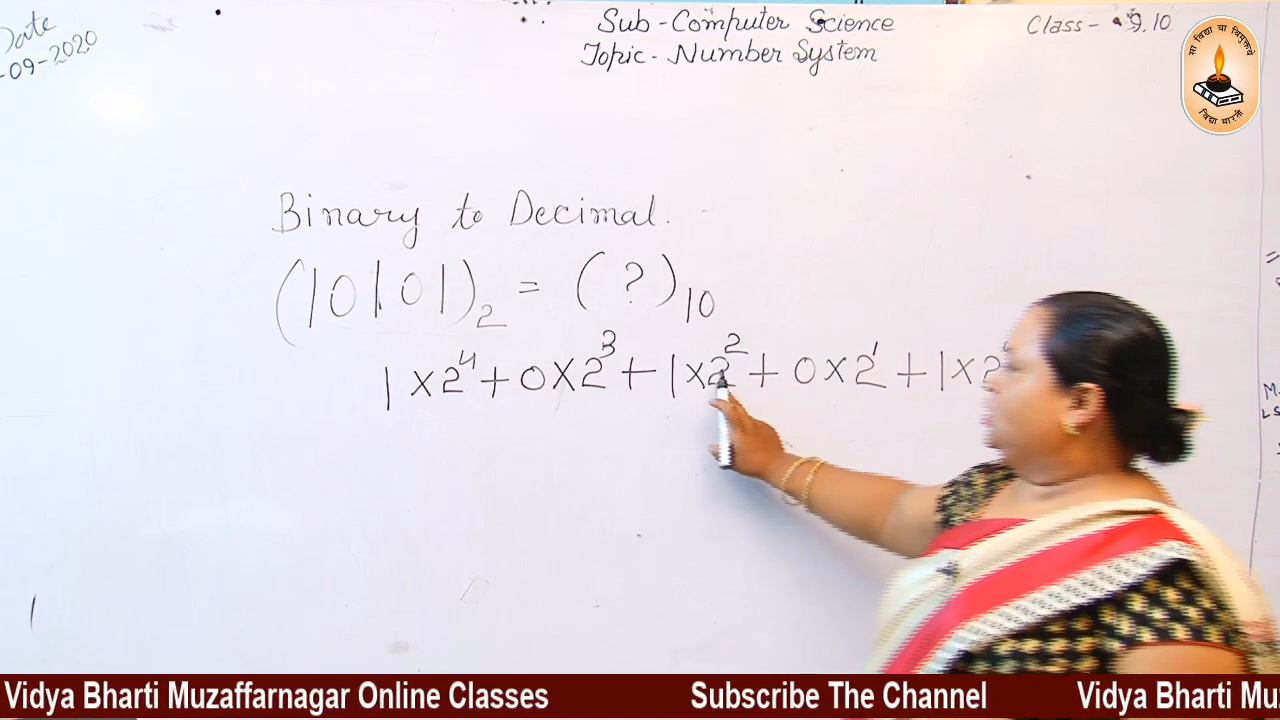 Date
-09-2020
Sub - Computer Science
Topic - Number System
Class - 9.10
सा विद्या या विमुक्तये
विद्या भारती
Binary to Decimal.
(10101)₂ = (?)₁₀
1×2⁴+0×2³+1×2²+0×2¹+1×2
Vidya Bharti Muzaffarnagar Online Classes Subscribe The Channel Vidya Bharti Mu